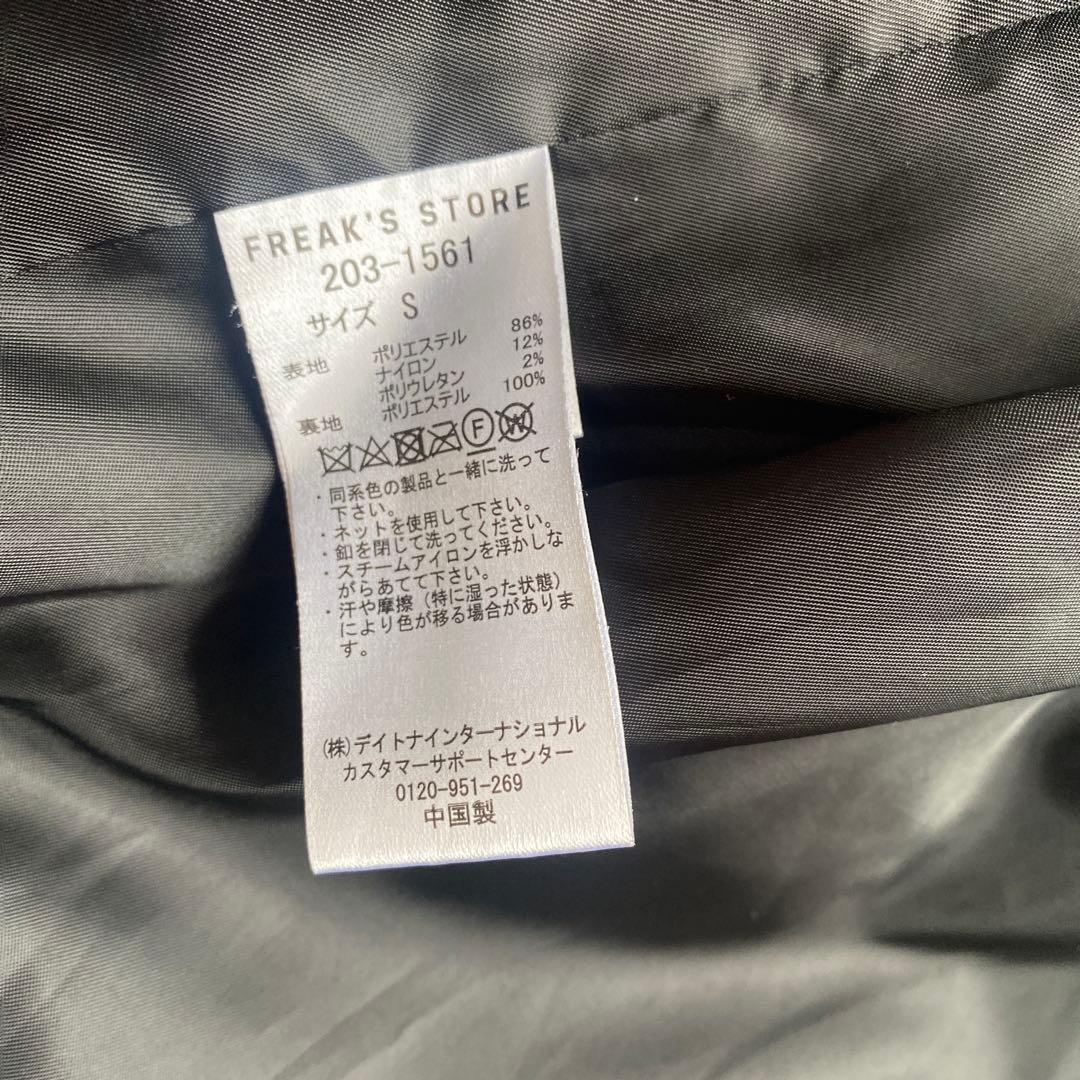 FREAK'S STORE
203-1561
サイズ S
表地 ポリエステル 86%
ナイロン 12%
ポリウレタン 2%
裏地 ポリエステル 100%
F W
・同系色の製品と一緒に洗って
下さい。
・ネットを使用して下さい。
・釦を閉じて洗ってください。
・スチームアイロンを浮かしな
がらあてて下さい。
・汗や摩擦（特に湿った状態）
により色が移る場合がありま
す。
(株)デイトナインターナショナル
カスタマーサポートセンター
0120-951-269
中国製